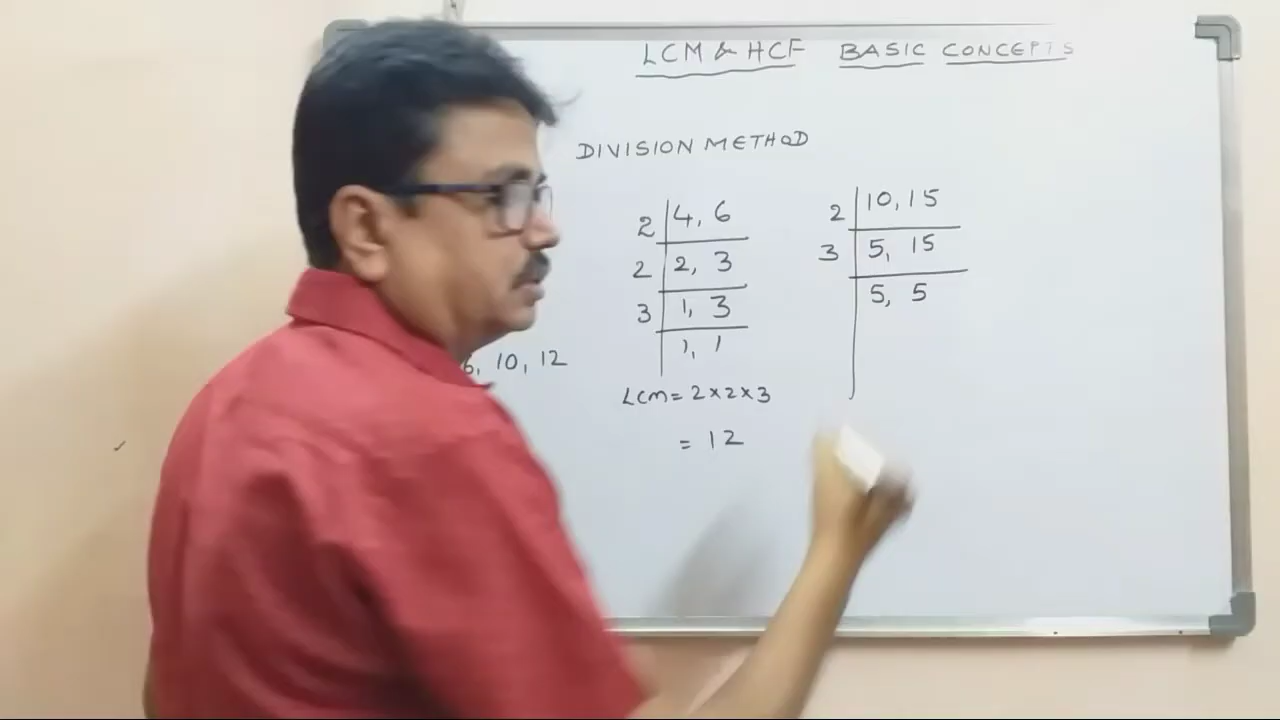 LCM & HCF BASIC CONCEPTS
DIVISION METHOD
2 4, 6
2 2, 3
3 1, 3
1, 1
LCM = 2×2×3
= 12
2 10, 15
3 5, 15
5, 5
6, 10, 12